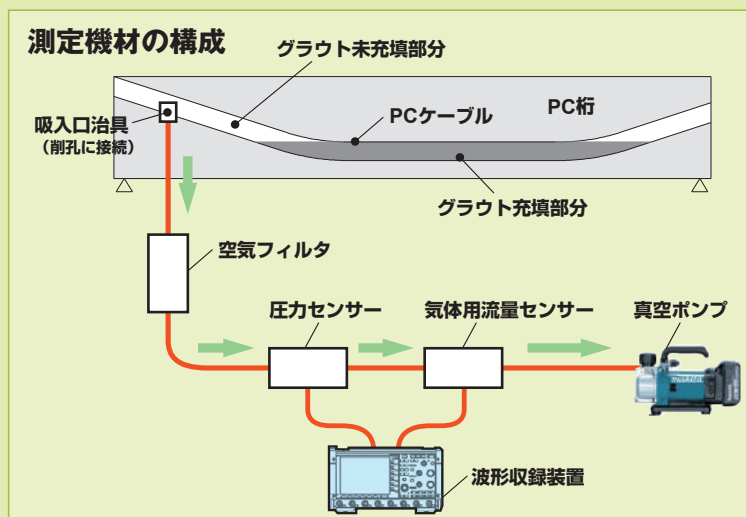 測定機材の構成
グラウト未充填部分
PCケーブル
PC桁
吸入口治具
（削孔に接続）
グラウト充填部分
空気フィルタ
圧力センサー
気体用流量センサー
真空ポンプ
makita
波形収録装置